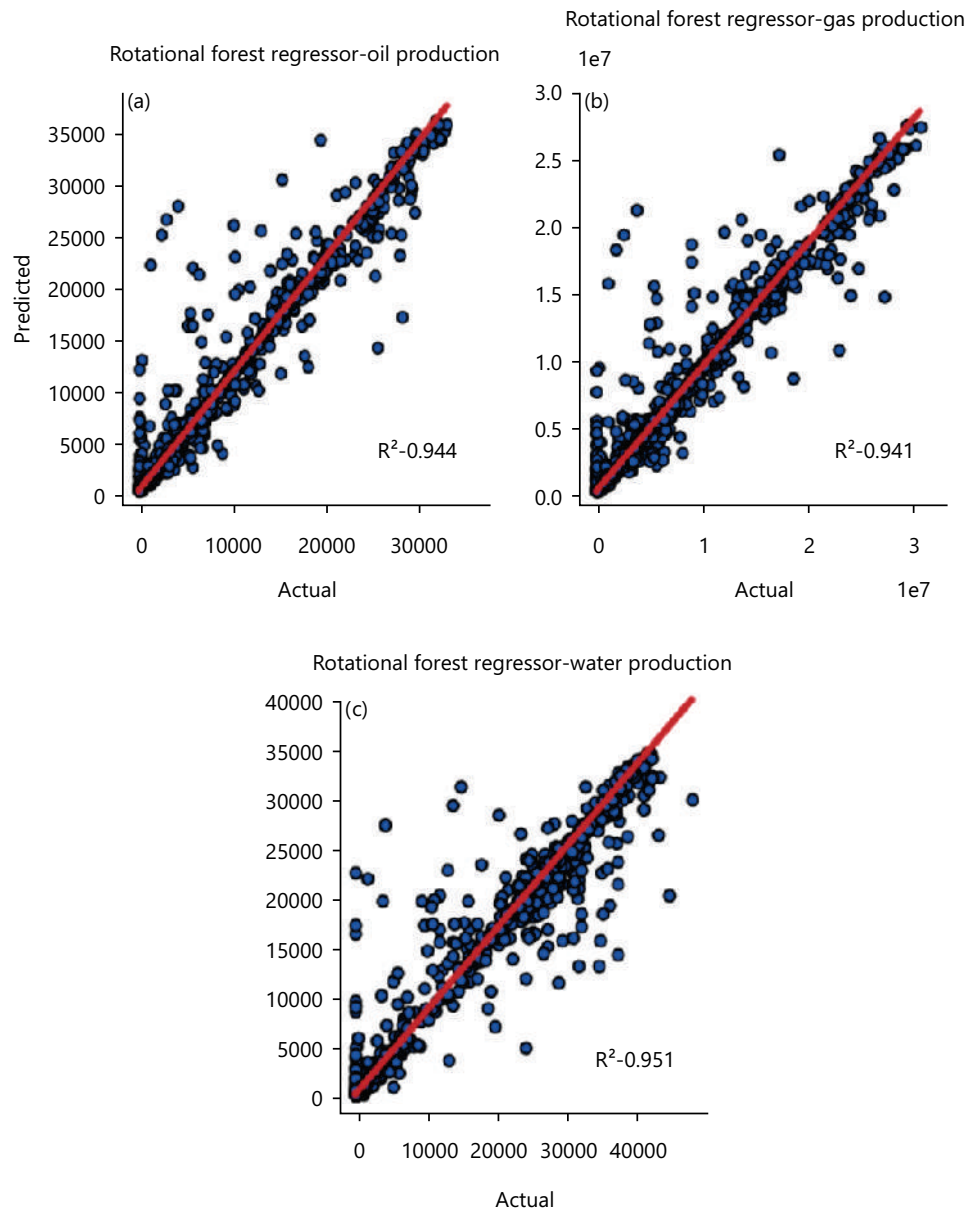 Rotational forest regressor-oil production
(a)
Predicted
35000
30000
25000
20000
15000
10000
5000
0
R²-0.944
0 10000 20000 30000
Actual
Rotational forest regressor-gas production
1e7
(b)
3.0
2.5
2.0
1.5
1.0
0.5
0.0
R²-0.941
0 1 2 3
Actual 1e7
Rotational forest regressor-water production
(c)
40000
35000
30000
25000
20000
15000
10000
5000
0
R²-0.951
0 10000 20000 30000 40000
Actual